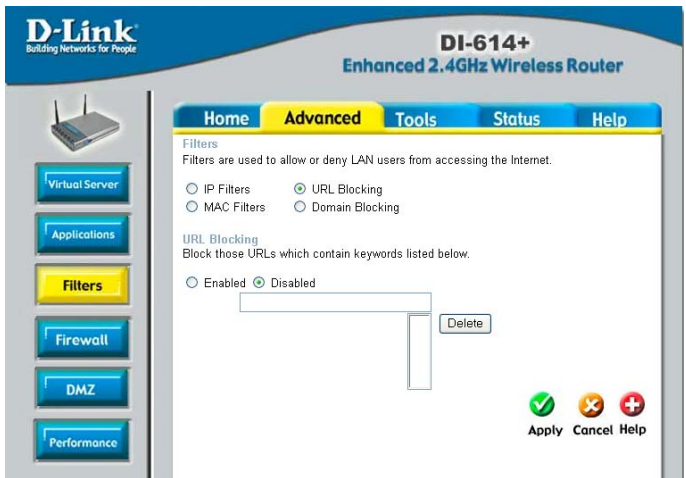 D-Link
Building Networks for People
DI-614+
Enhanced 2.4GHz Wireless Router
Home Advanced Tools Status Help
Virtual Server
Applications
Filters
Firewall
DMZ
Performance
Filters
Filters are used to allow or deny LAN users from accessing the Internet.
IP Filters URL Blocking
MAC Filters Domain Blocking
URL Blocking
Block those URLs which contain keywords listed below.
Enabled Disabled
Delete
Apply Cancel Help